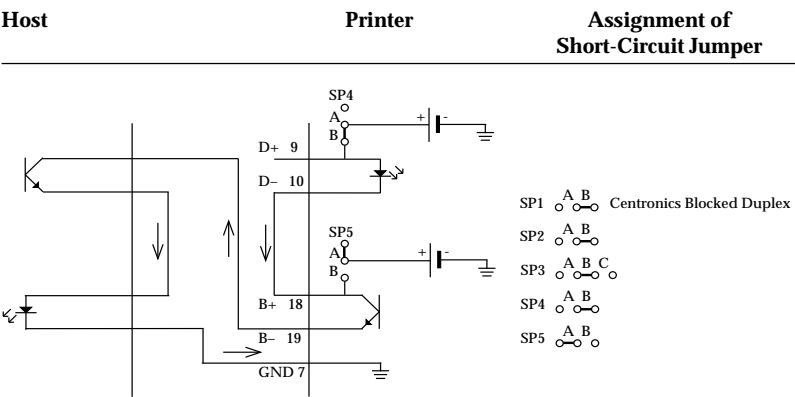 Host Printer Assignment of
Short-Circuit Jumper
SP4
A
+ -
B
D+ 9
D– 10
SP5
A
+ -
B
B+ 18
B– 19
GND 7
SP1 A B Centronics Blocked Duplex
SP2 A B
SP3 A B C
SP4 A B
SP5 A B